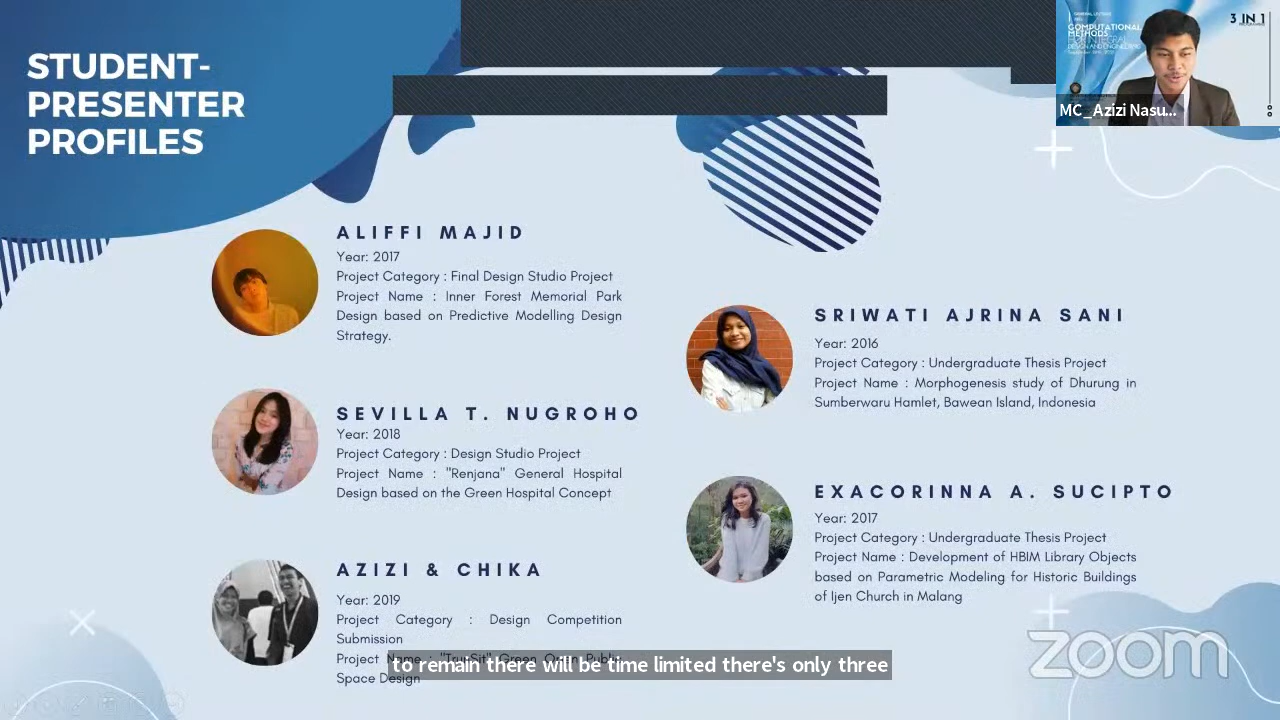 STUDENT-
PRESENTER
PROFILES
ALIFFI MAJID
Year: 2017
Project Category : Final Design Studio Project
Project Name : Inner Forest Memorial Park
Design based on Predictive Modelling Design
Strategy.
SEVILLA T. NUGROHO
Year: 2018
Project Category : Design Studio Project
Project Name : "Renjana" General Hospital
Design based on the Green Hospital Concept
AZIZI & CHIKA
Year: 2019
Project Category : Design Competition
Submission
Project Name : Green Open Public
Space Design
SRIWATI AJRINA SANI
Year: 2016
Project Category : Undergraduate Thesis Project
Project Name : Morphogenesis study of Dhurung in
Sumberwaru Hamlet, Bawean Island, Indonesia
EXACORINNA A. SUCIPTO
Year: 2017
Project Category : Undergraduate Thesis Project
Project Name : Development of HBIM Library Objects
based on Parametric Modeling for Historic Buildings
of Ijen Church in Malang
COMPUTATIONAL
METHODS
3 IN 1
MC_Azizi Nasu...
to remain there will be time limited there's only three
zoom